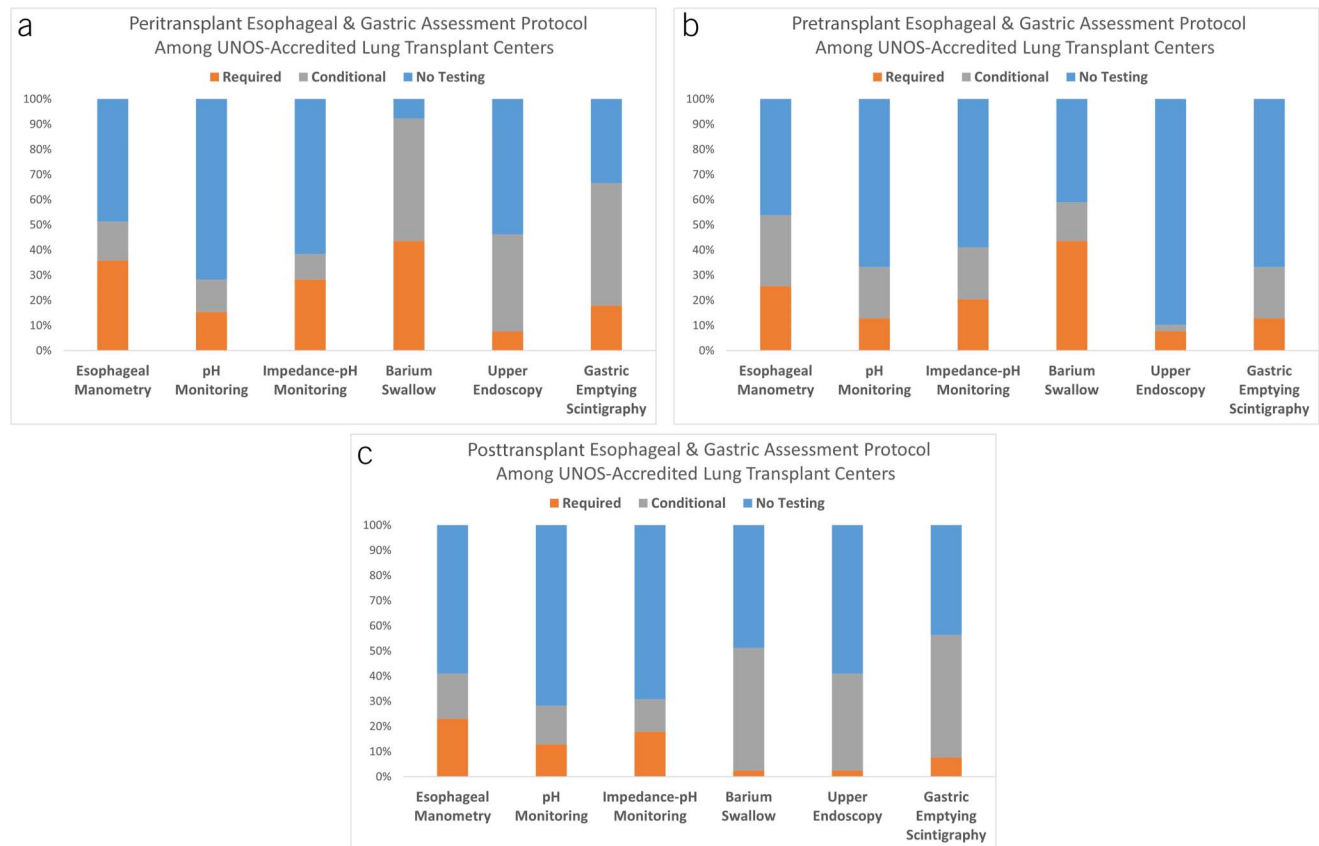 a
Peritransplant Esophageal & Gastric Assessment Protocol
Among UNOS-Accredited Lung Transplant Centers
Required Conditional No Testing
100%
90%
80%
70%
60%
50%
40%
30%
20%
10%
0%
Esophageal Manometry
pH Monitoring
Impedance-pH Monitoring
Barium Swallow
Upper Endoscopy
Gastric Emptying Scintigraphy
b
Pretransplant Esophageal & Gastric Assessment Protocol
Among UNOS-Accredited Lung Transplant Centers
Required Conditional No Testing
100%
90%
80%
70%
60%
50%
40%
30%
20%
10%
0%
Esophageal Manometry
pH Monitoring
Impedance-pH Monitoring
Barium Swallow
Upper Endoscopy
Gastric Emptying Scintigraphy
c
Posttransplant Esophageal & Gastric Assessment Protocol
Among UNOS-Accredited Lung Transplant Centers
Required Conditional No Testing
100%
90%
80%
70%
60%
50%
40%
30%
20%
10%
0%
Esophageal Manometry
pH Monitoring
Impedance-pH Monitoring
Barium Swallow
Upper Endoscopy
Gastric Emptying Scintigraphy